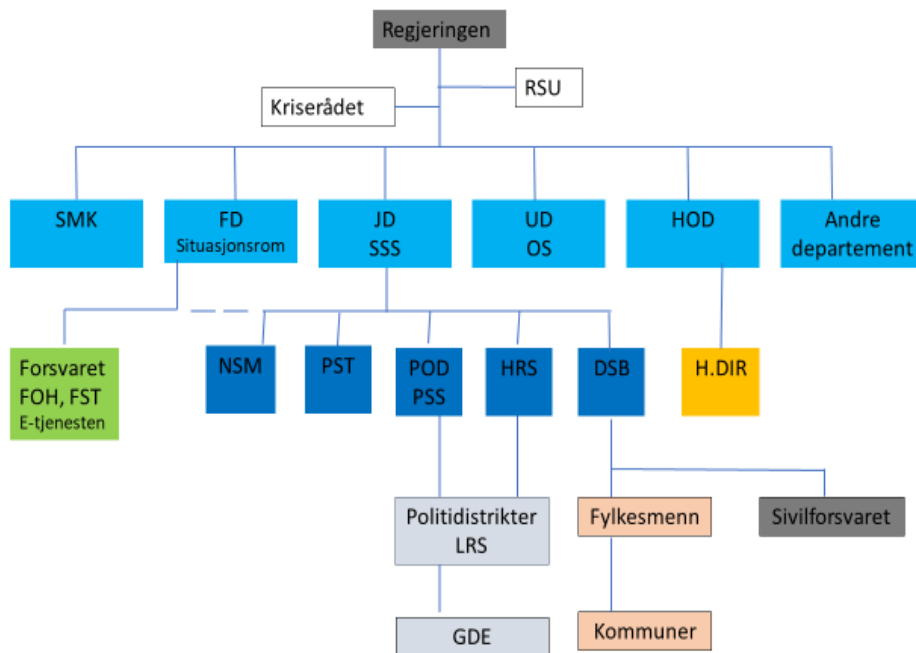 Regjeringen
RSU
Kriserådet
SMK
FD
Situasjonsrom
JD
SSS
UD
OS
HOD
Andre
departement
Forsvaret
FOH, FST
E-tjenesten
NSM
PST
POD
PSS
HRS
DSB
H.DIR
Politidistrikter
LRS
Fylkesmenn
Sivilforsvaret
GDE
Kommuner